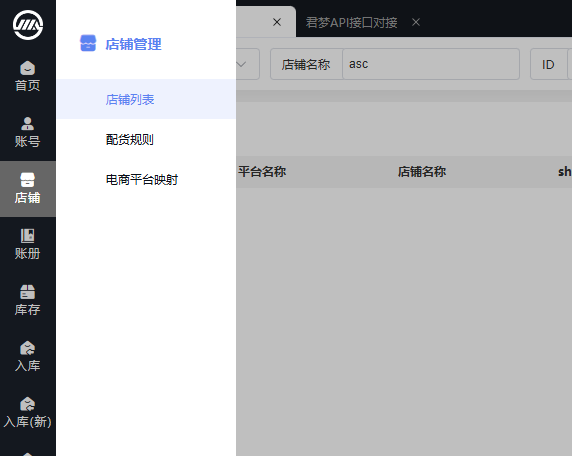 首页
账号
店铺
账册
库存
入库
入库(新)
店铺管理
店铺列表
配货规则
电商平台映射
君梦API接口对接
店铺名称
asc
ID
平台名称
店铺名称
sh